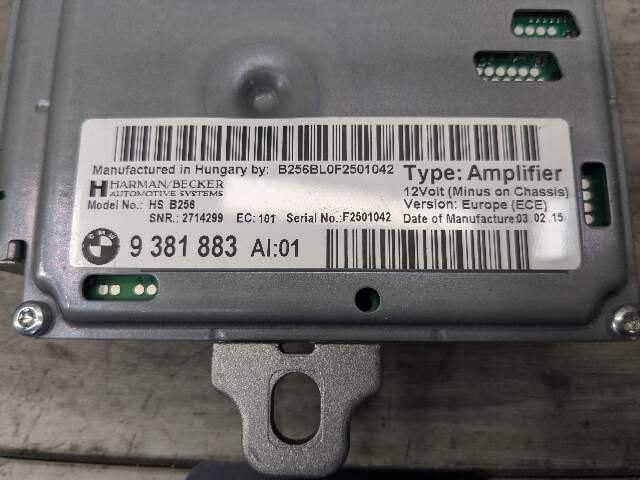 Manufactured in Hungary by: B256BL0F2501042
HARMAN/BECKER
AUTOMOTIVE SYSTEMS
Type: Amplifier
12Volt (Minus on Chassis)
Model No.: HS B256
Version: Europe (ECE)
SNR.: 2714299 EC: 101 Serial No.: F2501042
Date of Manufacture: 03. 02. 15
BMW
9 381 883 AI:01